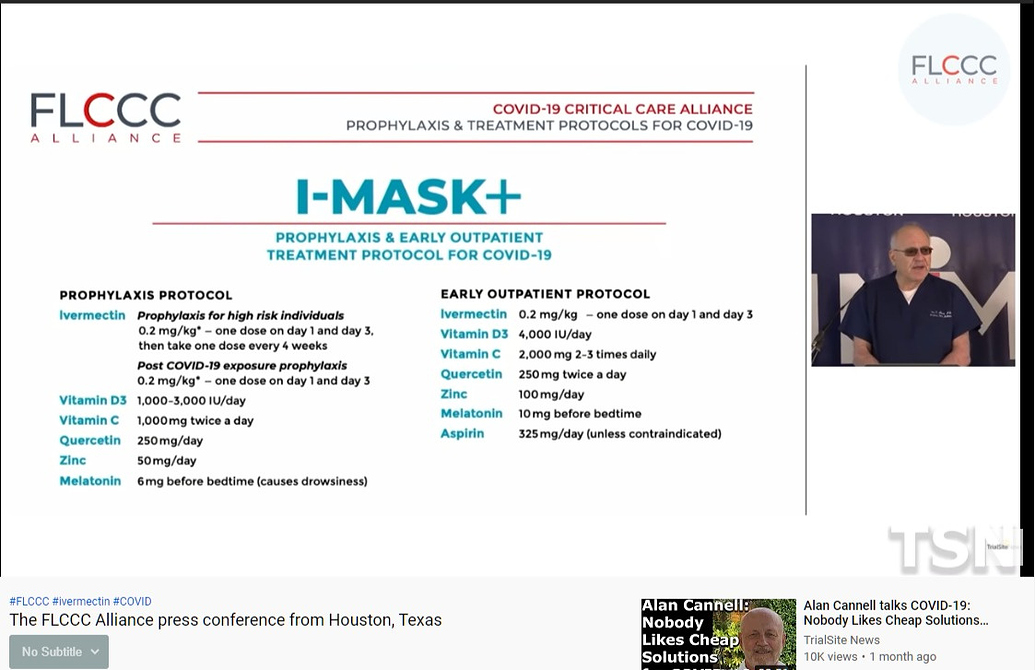 FLCCC
ALLIANCE
FLCCC
ALLIANCE
COVID-19 CRITICAL CARE ALLIANCE
PROPHYLAXIS & TREATMENT PROTOCOLS FOR COVID-19
I-MASK+
PROPHYLAXIS & EARLY OUTPATIENT
TREATMENT PROTOCOL FOR COVID-19
PROPHYLAXIS PROTOCOL
Ivermectin Prophylaxis for high risk individuals
0.2 mg/kg* – one dose on day 1 and day 3,
then take one dose every 4 weeks
Post COVID-19 exposure prophylaxis
0.2 mg/kg* – one dose on day 1 and day 3
Vitamin D3 1,000–3,000 IU/day
Vitamin C 1,000 mg twice a day
Quercetin 250 mg/day
Zinc 50 mg/day
Melatonin 6 mg before bedtime (causes drowsiness)
EARLY OUTPATIENT PROTOCOL
Ivermectin 0.2 mg/kg – one dose on day 1 and day 3
Vitamin D3 4,000 IU/day
Vitamin C 2,000 mg 2–3 times daily
Quercetin 250 mg twice a day
Zinc 100 mg/day
Melatonin 10 mg before bedtime
Aspirin 325 mg/day (unless contraindicated)
HOUSTON HOUSTON
TSN
TrialSite
#FLCCC #ivermectin #COVID
The FLCCC Alliance press conference from Houston, Texas
No Subtitle
Alan Cannell:
Nobody
Likes Cheap
Solutions
Alan Cannell talks COVID-19:
Nobody Likes Cheap Solutions...
TrialSite News
10K views • 1 month ago